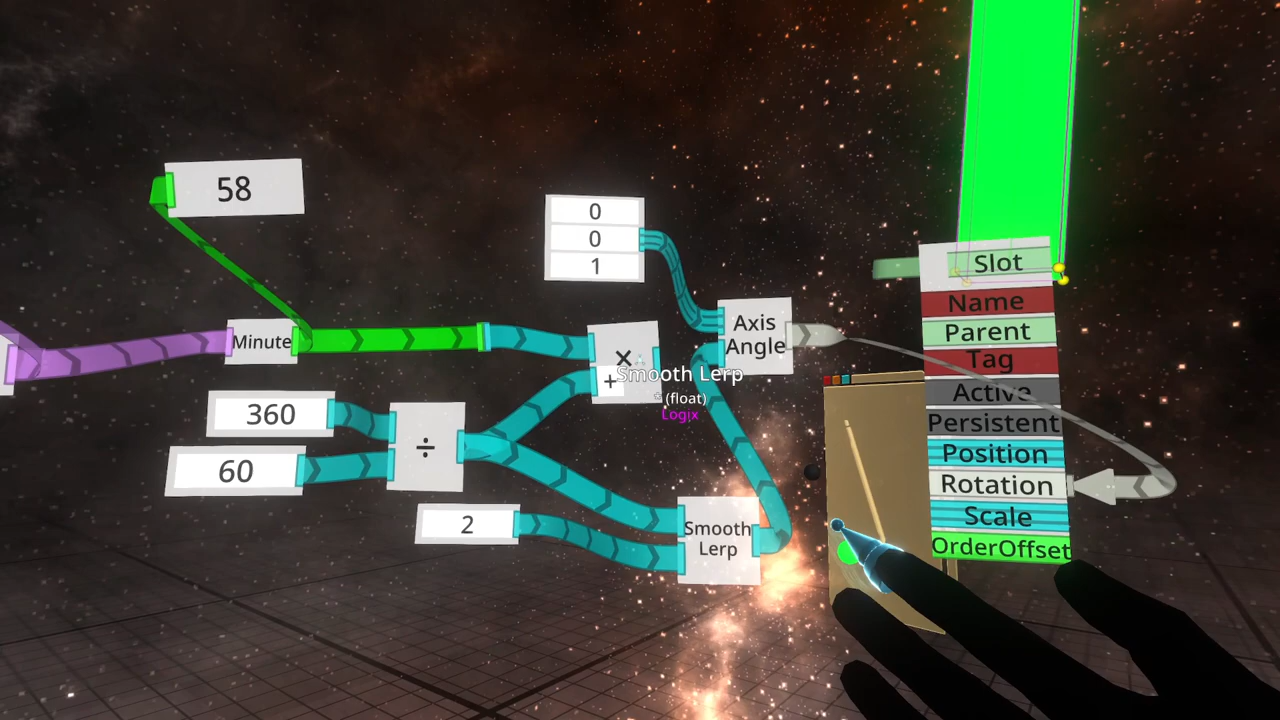 58
0
0
1
Minute
×
+
Axis
Angle
Smooth Lerp
* (float)
Logix
360
60
÷
2
Smooth
Lerp
Slot
Name
Parent
Tag
Active
Persistent
Position
Rotation
Scale
OrderOffset